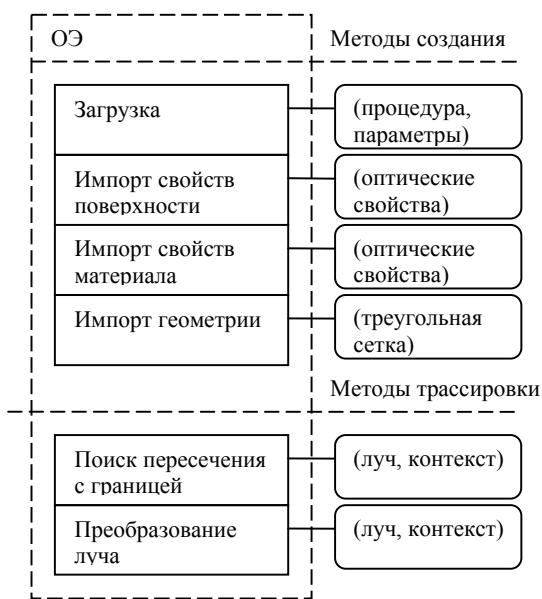 ОЭ
Методы создания
Загрузка
(процедура,
параметры)
Импорт свойств
поверхности
(оптические
свойства)
Импорт свойств
материала
(оптические
свойства)
Импорт геометрии
(треугольная
сетка)
Методы трассировки
Поиск пересечения
с границей
(луч, контекст)
Преобразование
луча
(луч, контекст)